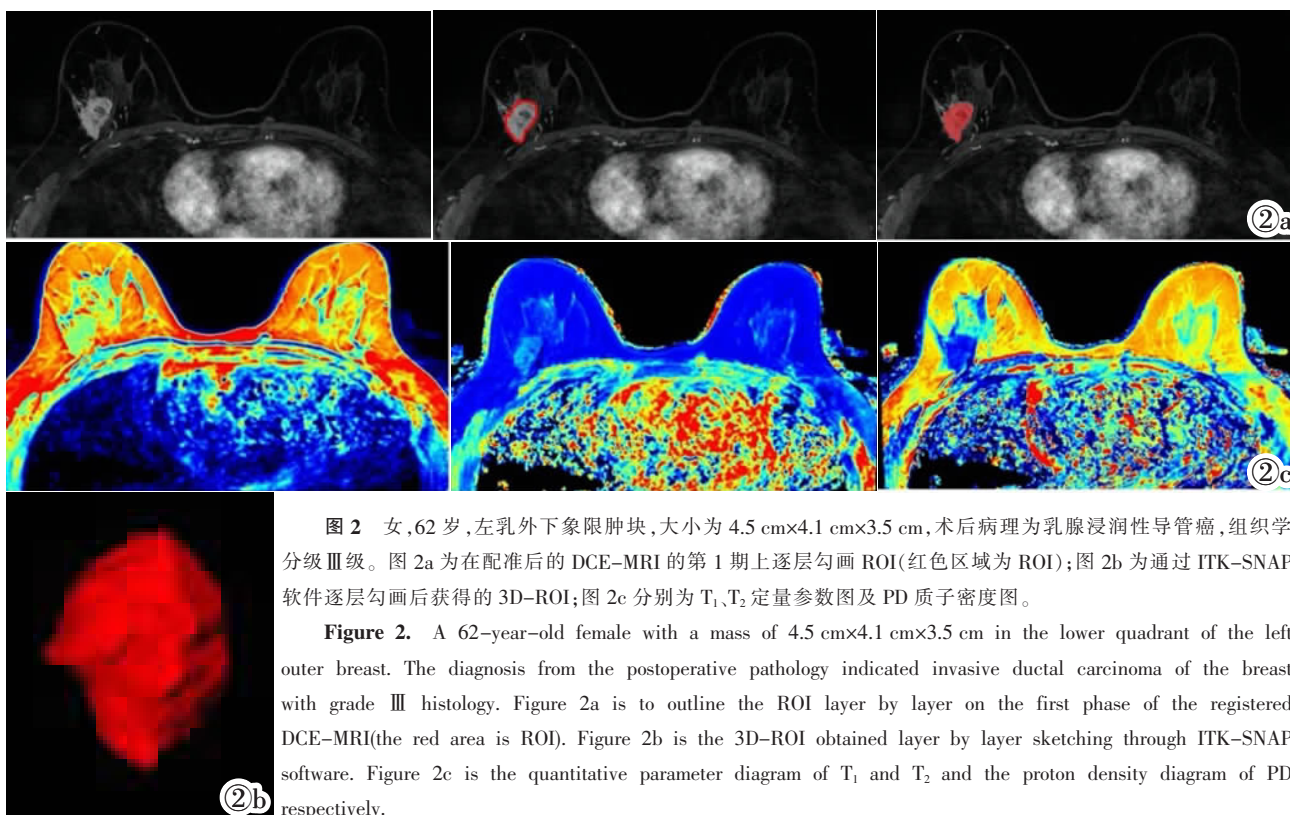 ②a
②c
②b
图 2 女,62 岁,左乳外下象限肿块,大小为 4.5 cm×4.1 cm×3.5 cm,术后病理为乳腺浸润性导管癌,组织学
分级Ⅲ级。图 2a 为在配准后的 DCE-MRI 的第 1 期上逐层勾画 ROI(红色区域为 ROI);图 2b 为通过 ITK-SNAP
软件逐层勾画后获得的 3D-ROI;图 2c 分别为 T₁、T₂ 定量参数图及 PD 质子密度图。
Figure 2. A 62-year-old female with a mass of 4.5 cm×4.1 cm×3.5 cm in the lower quadrant of the left
outer breast. The diagnosis from the postoperative pathology indicated invasive ductal carcinoma of the breast
with grade Ⅲ histology. Figure 2a is to outline the ROI layer by layer on the first phase of the registered
DCE-MRI(the red area is ROI). Figure 2b is the 3D-ROI obtained layer by layer sketching through ITK-SNAP
software. Figure 2c is the quantitative parameter diagram of T₁ and T₂ and the proton density diagram of PD
respectively.